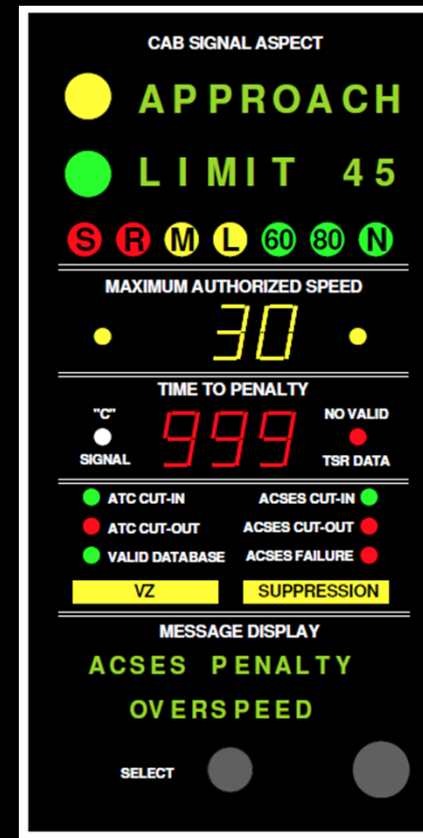 CAB SIGNAL ASPECT
APPROACH
LIMIT 45
S R M L 60 80 N
MAXIMUM AUTHORIZED SPEED
30
TIME TO PENALTY
"C" NO VALID
999
SIGNAL TSR DATA
ATC CUT-IN ACSES CUT-IN
ATC CUT-OUT ACSES CUT-OUT
VALID DATABASE ACSES FAILURE
VZ SUPPRESSION
MESSAGE DISPLAY
ACSES PENALTY
OVERSPEED
SELECT